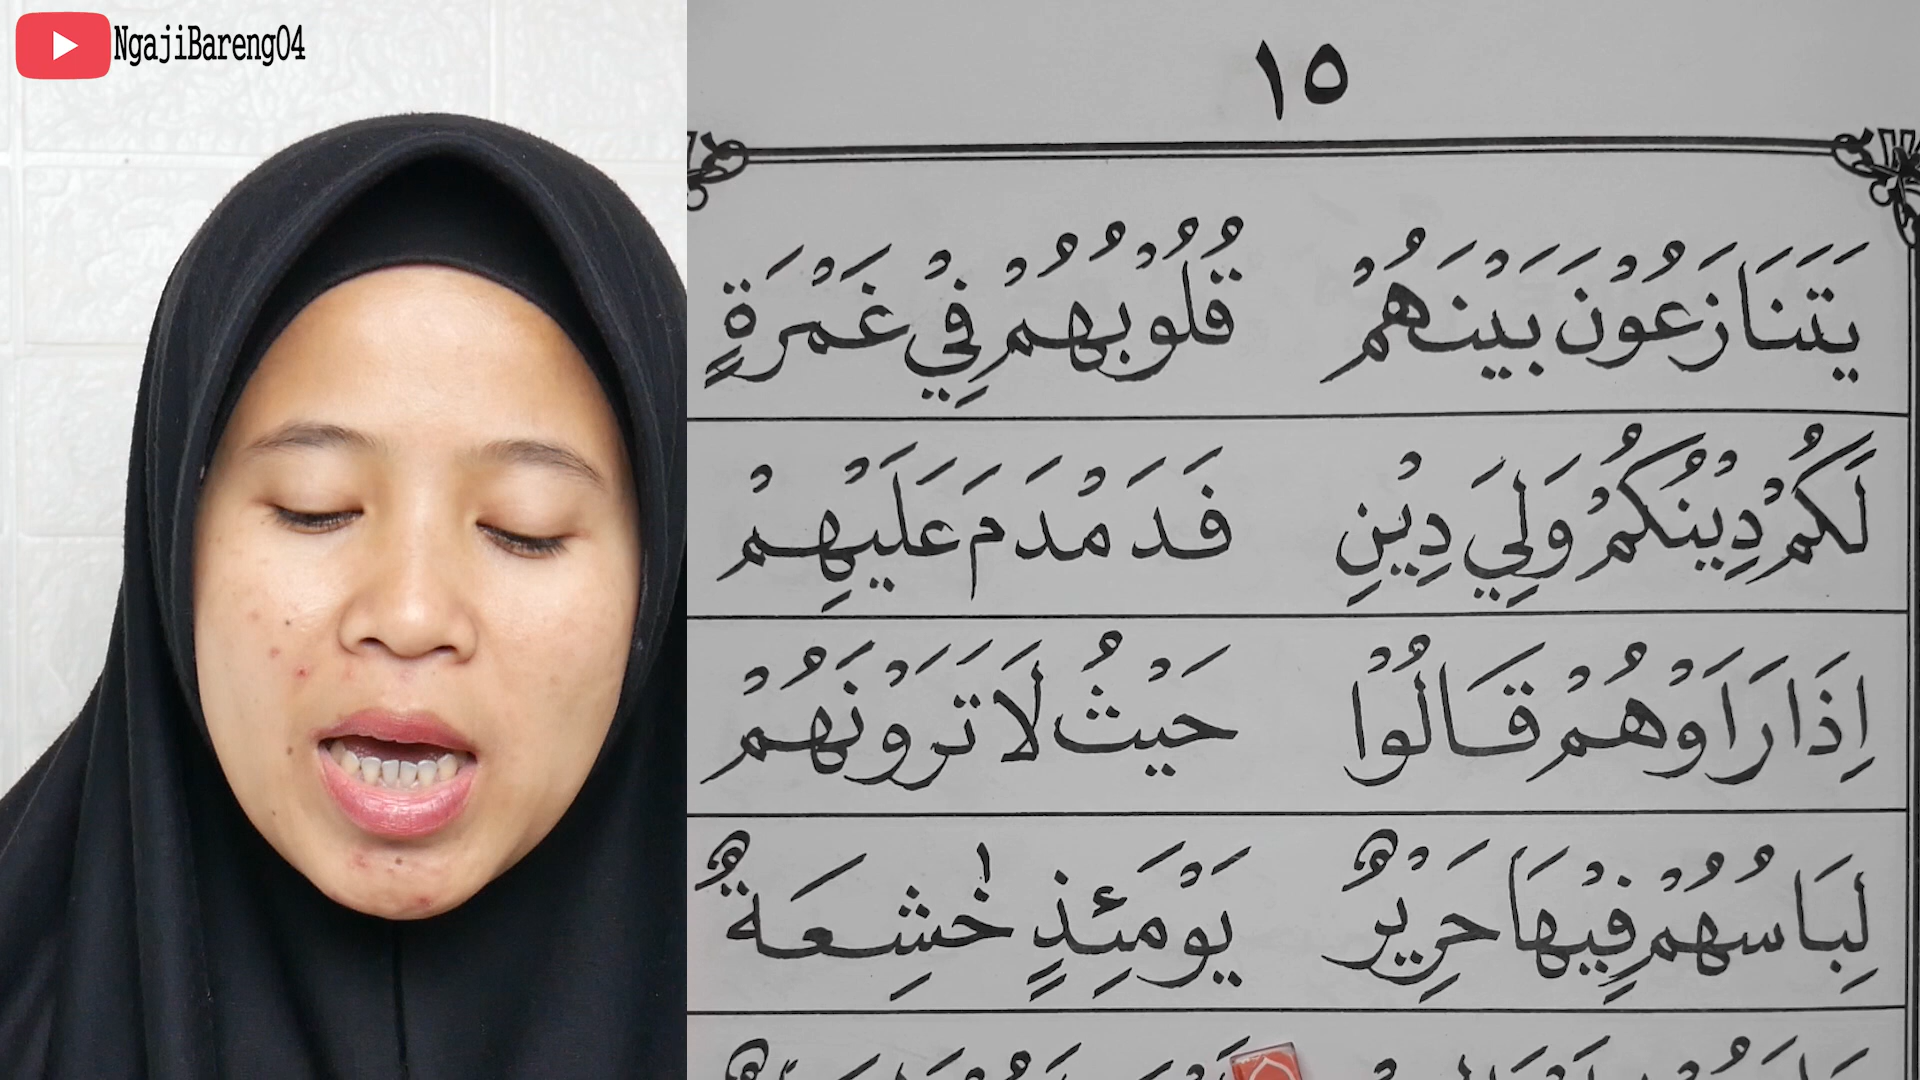 NgajiBareng04
١٥
يَتَنَازَعُوْنَ بَيْنَهُمْ قُلُوْبُهُمْ فِيْ غَمْرَةٍ
لَكُمْ دِيْنُكُمْ وَلِيَ دِيْنِ فَدَمْدَمَ عَلَيْهِمْ
اِذَا رَاَوْهُمْ قَالُوْا حَيْثُ لَا تَرَوْنَهُمْ
لِبَاسُهُمْ فِيْهَا حَرِيْرٌ يَوْمَئِذٍ خٰشِعَةٌ